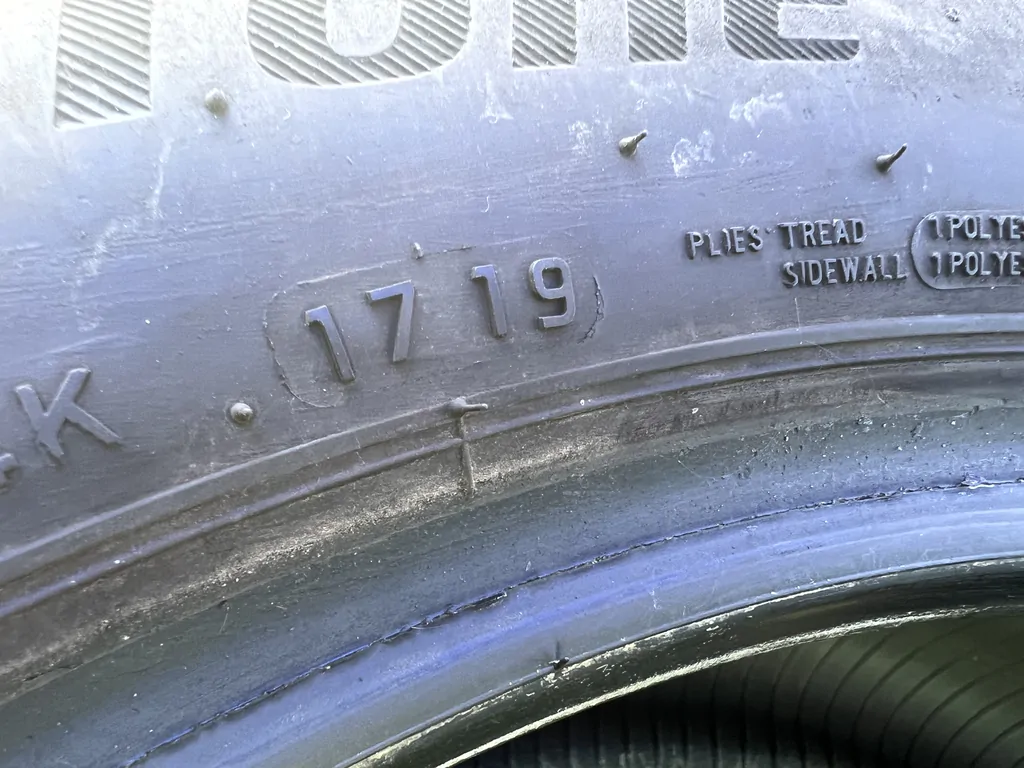 1719
PLIES TREAD 1 POLYE
SIDEWALL 1 POLYE
.K